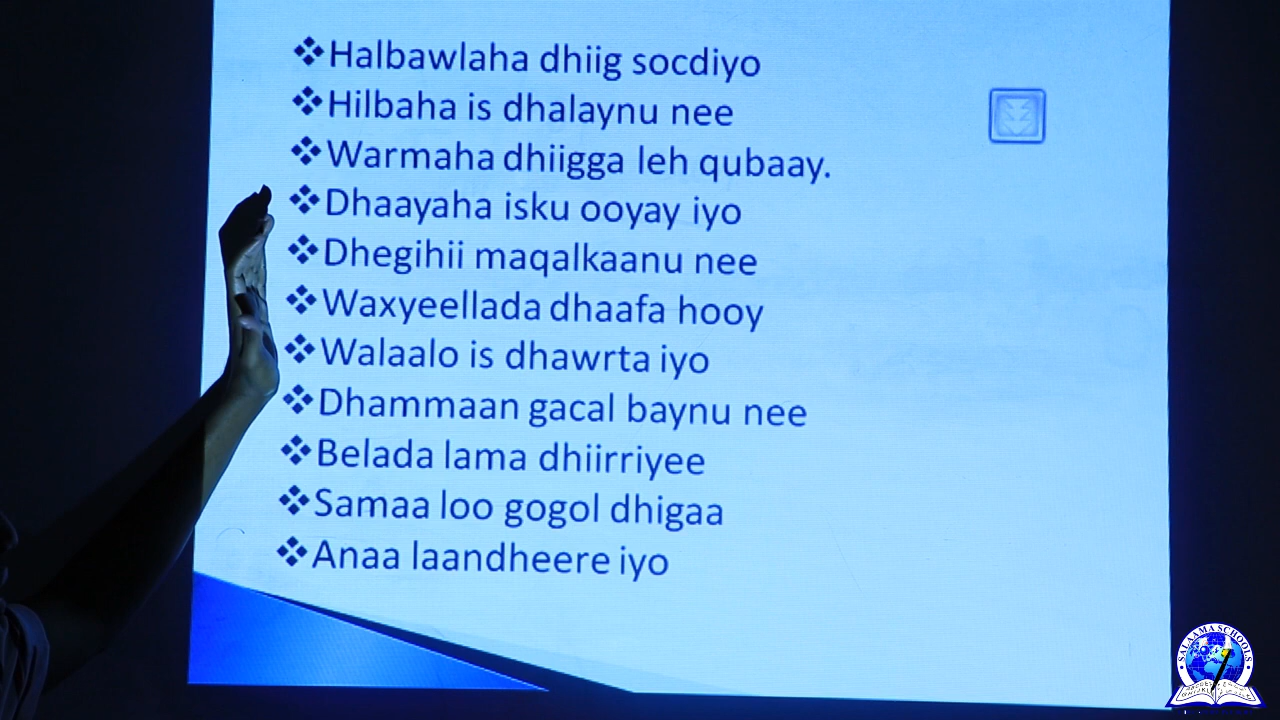 Halbawlaha dhiig socdiyo
Hilbaha is dhalaynu nee
Warmaha dhiigga leh qubaay.
Dhaayaha isku ooyay iyo
Dhegihii maqalkaanu nee
Waxyeellada dhaafa hooy
Walaalo is dhawrta iyo
Dhammaan gacal baynu nee
Belada lama dhiirriyee
Samaa loo gogol dhigaa
Anaa laandheere iyo
SALAAMA SCHOOLS